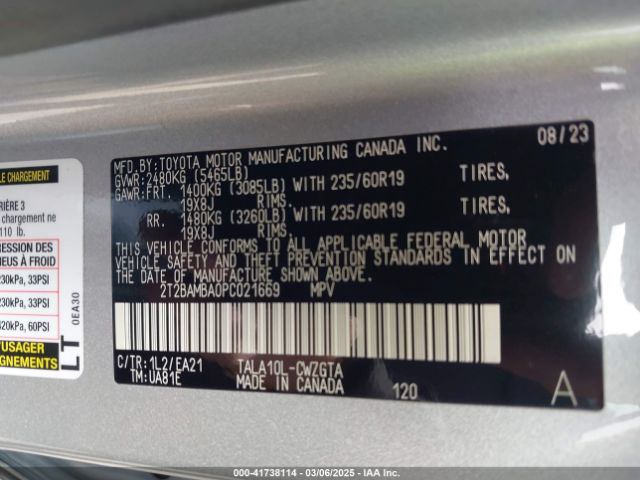 LE CHARGEMENT
IÈRE 3
chargement ne
110 lb.
RESSION DES
NEUS À FROID
230kPa, 33PSI
230kPa, 33PSI
420kPa, 60PSI
'USAGER
GNEMENTS
LT 0EA30
MFD.BY:TOYOTA MOTOR MANUFACTURING CANADA INC. 08/23
GVWR:2480KG (5465LB)
GAWR:FRT. 1400KG (3085LB) WITH 235/60R19 TIRES,
19X8J RIMS.
RR. 1480KG (3260LB) WITH 235/60R19 TIRES,
19X8J RIMS.
THIS VEHICLE CONFORMS TO ALL APPLICABLE FEDERAL MOTOR
VEHICLE SAFETY AND THEFT PREVENTION STANDARDS IN EFFECT ON
THE DATE OF MANUFACTURE SHOWN ABOVE.
2T2BAMBA0PC021669 MPV
C/TR:1L2/EA21 TALA10L-CWZGTA
TM:UA81E MADE IN CANADA 120 A
000-41738114 — 03/06/2025 — IAA Inc.